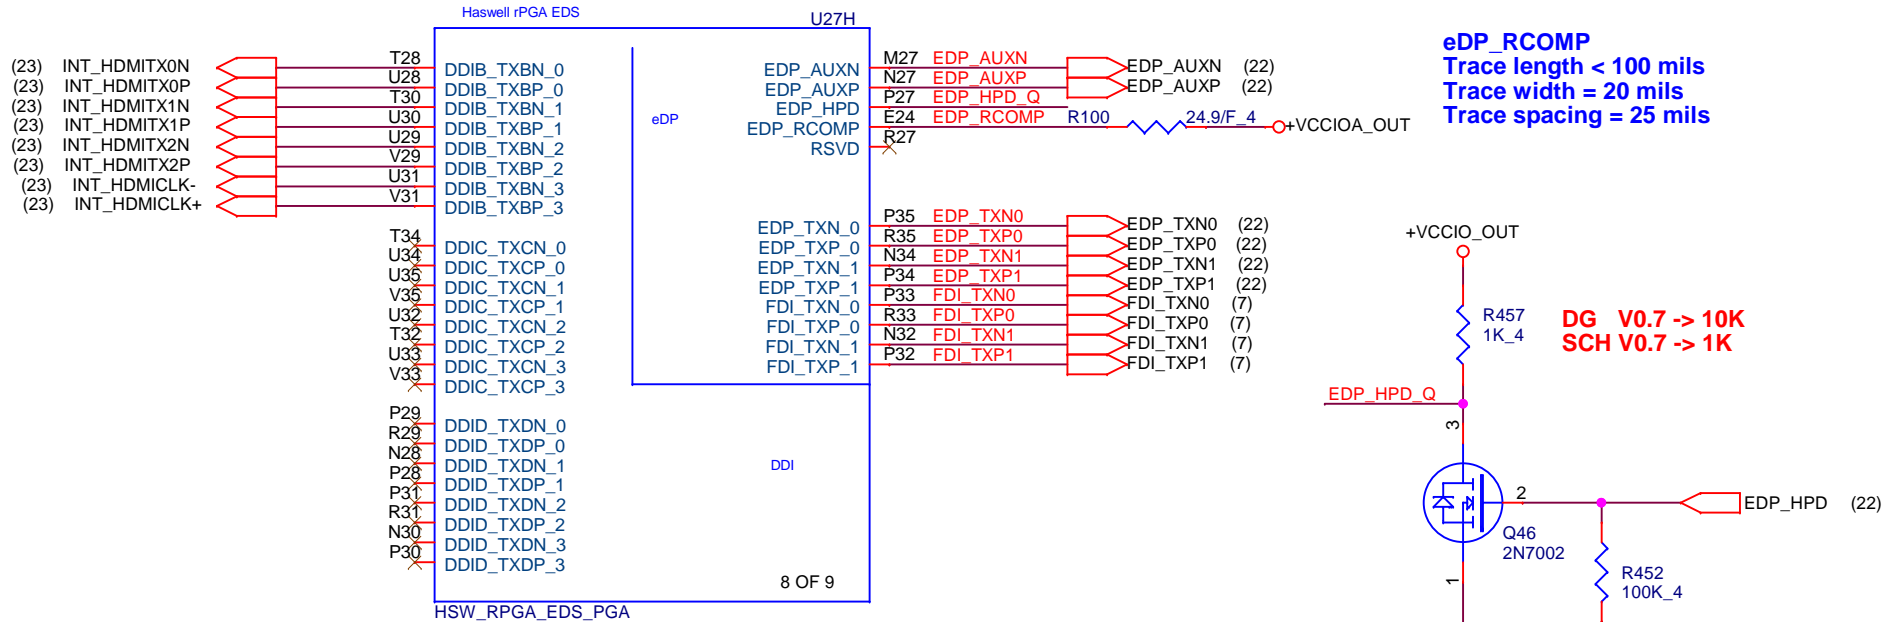 Haswell rPGA EDS
U27H
(23) INT_HDMITX0N T28 DDIB_TXBN_0
(23) INT_HDMITX0P U28 DDIB_TXBP_0
(23) INT_HDMITX1N T30 DDIB_TXBN_1
(23) INT_HDMITX1P U30 DDIB_TXBP_1
(23) INT_HDMITX2N U29 DDIB_TXBN_2
(23) INT_HDMITX2P V29 DDIB_TXBP_2
(23) INT_HDMICLK- U31 DDIB_TXBN_3
(23) INT_HDMICLK+ V31 DDIB_TXBP_3
T34 DDIC_TXCN_0
U34 DDIC_TXCP_0
U35 DDIC_TXCN_1
V35 DDIC_TXCP_1
U32 DDIC_TXCN_2
T32 DDIC_TXCP_2
U33 DDIC_TXCN_3
V33 DDIC_TXCP_3
P29 DDID_TXDN_0
R29 DDID_TXDP_0
N28 DDID_TXDN_1
P28 DDID_TXDP_1
P31 DDID_TXDN_2
R31 DDID_TXDP_2
N30 DDID_TXDN_3
P30 DDID_TXDP_3
eDP
DDI
8 OF 9
HSW_RPGA_EDS_PGA
EDP_AUXN M27 EDP_AUXN EDP_AUXN (22)
EDP_AUXP N27 EDP_AUXP EDP_AUXP (22)
EDP_HPD P27 EDP_HPD_Q
EDP_RCOMP E24 EDP_RCOMP R100 24.9/F_4 +VCCIOA_OUT
RSVD R27
EDP_TXN_0 P35 EDP_TXN0 EDP_TXN0 (22)
EDP_TXP_0 R35 EDP_TXP0 EDP_TXP0 (22)
EDP_TXN_1 N34 EDP_TXN1 EDP_TXN1 (22)
EDP_TXP_1 P34 EDP_TXP1 EDP_TXP1 (22)
FDI_TXN_0 P33 FDI_TXN0 FDI_TXN0 (7)
FDI_TXP_0 R33 FDI_TXP0 FDI_TXP0 (7)
FDI_TXN_1 N32 FDI_TXN1 FDI_TXN1 (7)
FDI_TXP_1 P32 FDI_TXP1 FDI_TXP1 (7)
eDP_RCOMP
Trace length < 100 mils
Trace width = 20 mils
Trace spacing = 25 mils
+VCCIO_OUT
R457
1K_4
DG V0.7 -> 10K
SCH V0.7 -> 1K
EDP_HPD_Q
3
2
EDP_HPD (22)
Q46
2N7002
1
R452
100K_4